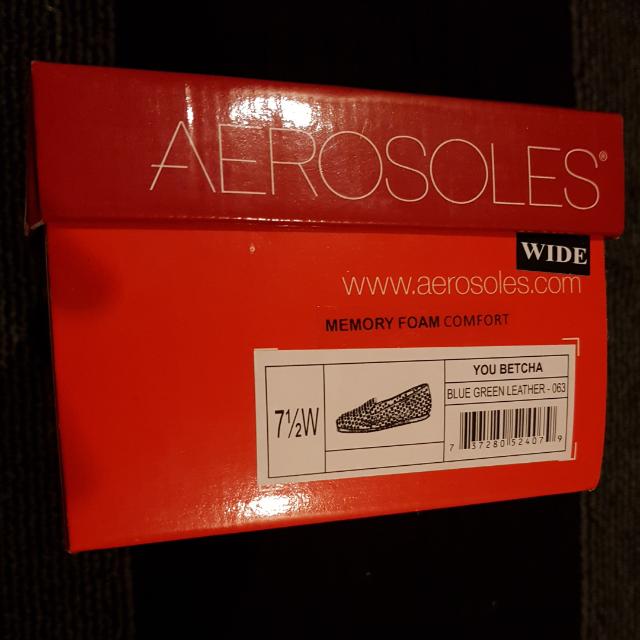 AEROSOLES®
WIDE
www.aerosoles.com
MEMORY FOAM COMFORT
7½W
YOU BETCHA
BLUE GREEN LEATHER - 063
7 37280 52407 9